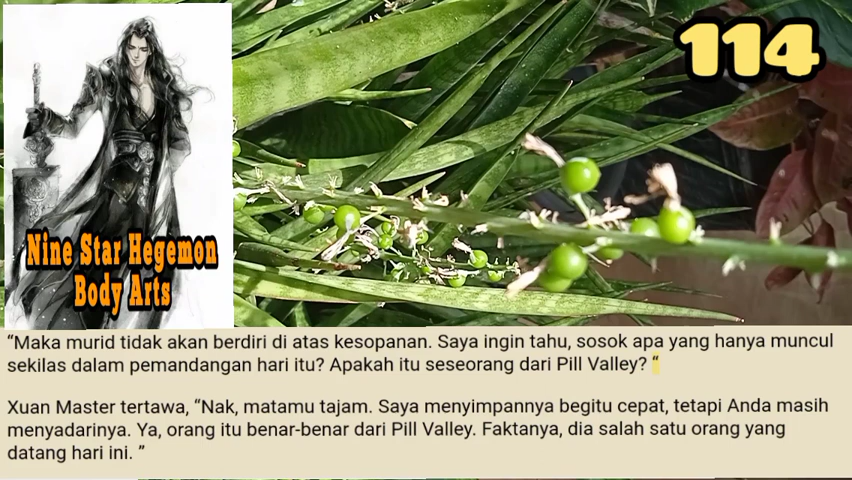 114
Nine Star Hegemon
Body Arts
“Maka murid tidak akan berdiri di atas kesopanan. Saya ingin tahu, sosok apa yang hanya muncul
sekilas dalam pemandangan hari itu? Apakah itu seseorang dari Pill Valley? “
Xuan Master tertawa, “Nak, matamu tajam. Saya menyimpannya begitu cepat, tetapi Anda masih
menyadarinya. Ya, orang itu benar-benar dari Pill Valley. Faktanya, dia salah satu orang yang
datang hari ini. ”